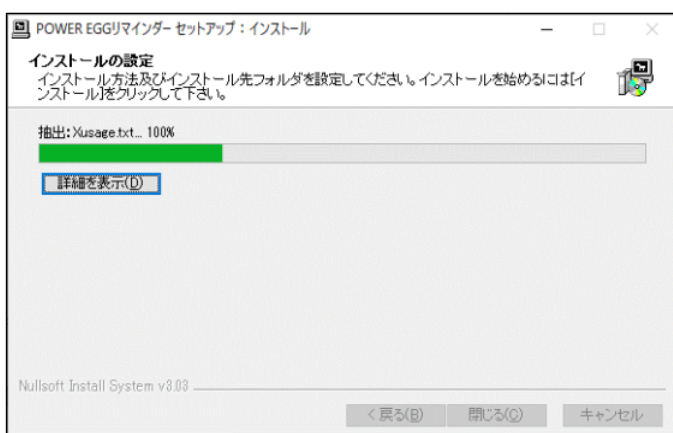 POWER EGGリマインダー セットアップ：インストール
インストールの設定
インストール方法及びインストール先フォルダを設定してください。インストールを始めるには[イ
ンストール]をクリックして下さい。
抽出: Xusage.txt... 100%
詳細を表示(D)
Nullsoft Install System v3.03
< 戻る(B)
閉じる(C)
キャンセル